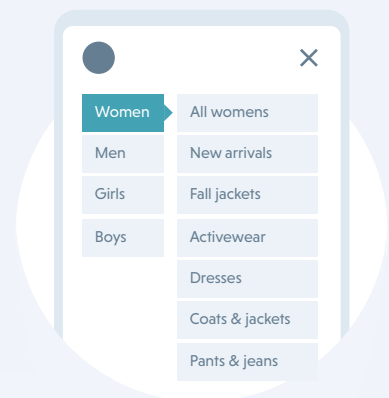 Women
Men
Girls
Boys
All womens
New arrivals
Fall jackets
Activewear
Dresses
Coats & jackets
Pants & jeans